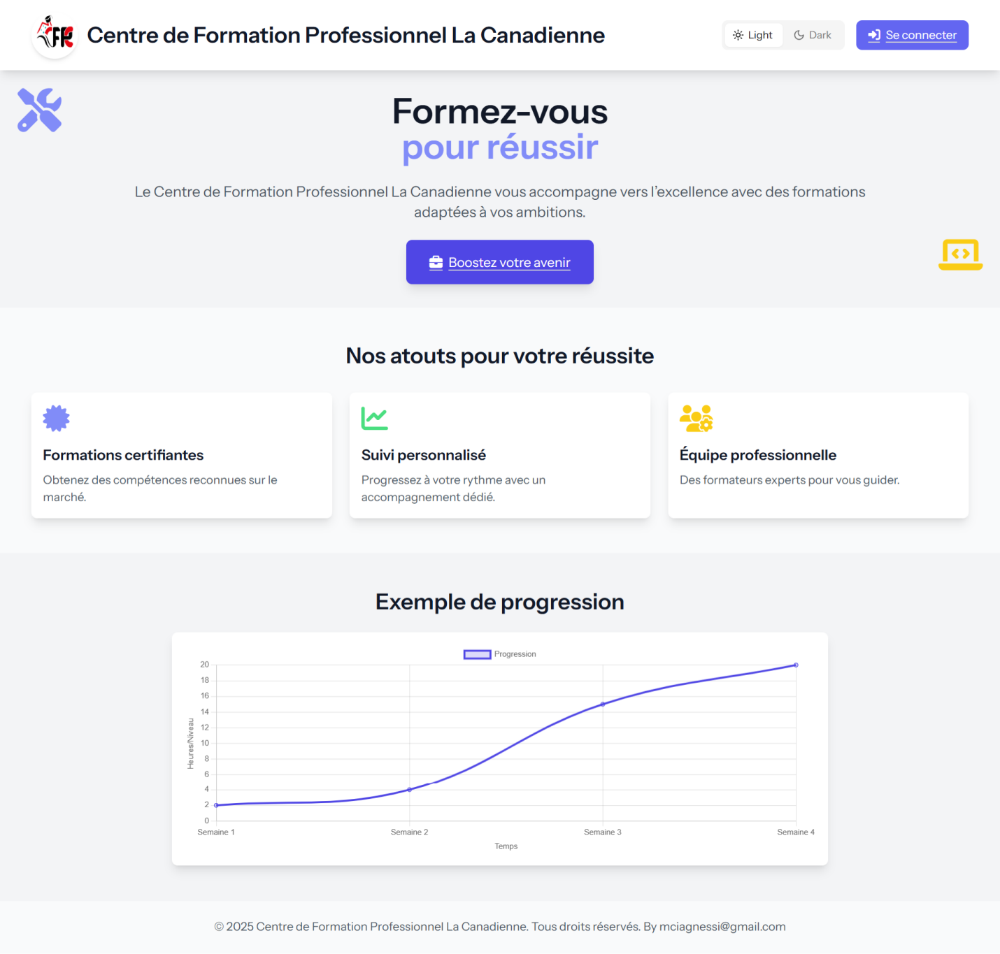 CFP
Centre de Formation Professionnel La Canadienne
Light
Dark
Se connecter
Formez-vous
pour réussir
Le Centre de Formation Professionnel La Canadienne vous accompagne vers l'excellence avec des formations
adaptées à vos ambitions.
Boostez votre avenir
Nos atouts pour votre réussite
Formations certifiantes
Obtenez des compétences reconnues sur le
marché.
Suivi personnalisé
Progressez à votre rythme avec un
accompagnement dédié.
Équipe professionnelle
Des formateurs experts pour vous guider.
Exemple de progression
Progression
20
18
16
14
12
10
8
6
4
2
0
Heures/Niveau
Semaine 1
Semaine 2
Semaine 3
Semaine 4
Temps
© 2025 Centre de Formation Professionnel La Canadienne. Tous droits réservés. By mciagnessi@gmail.com